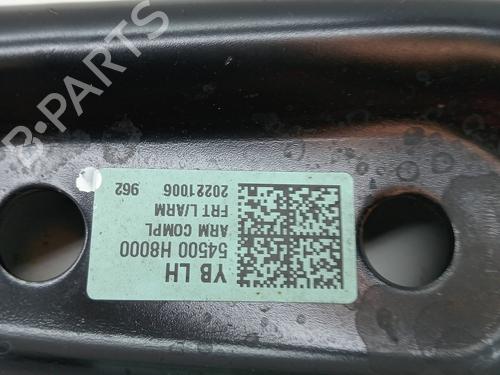 YB LH
54500 H8000
ARM COMPL
FRT L/ARM
20221006 962
B-PARTS